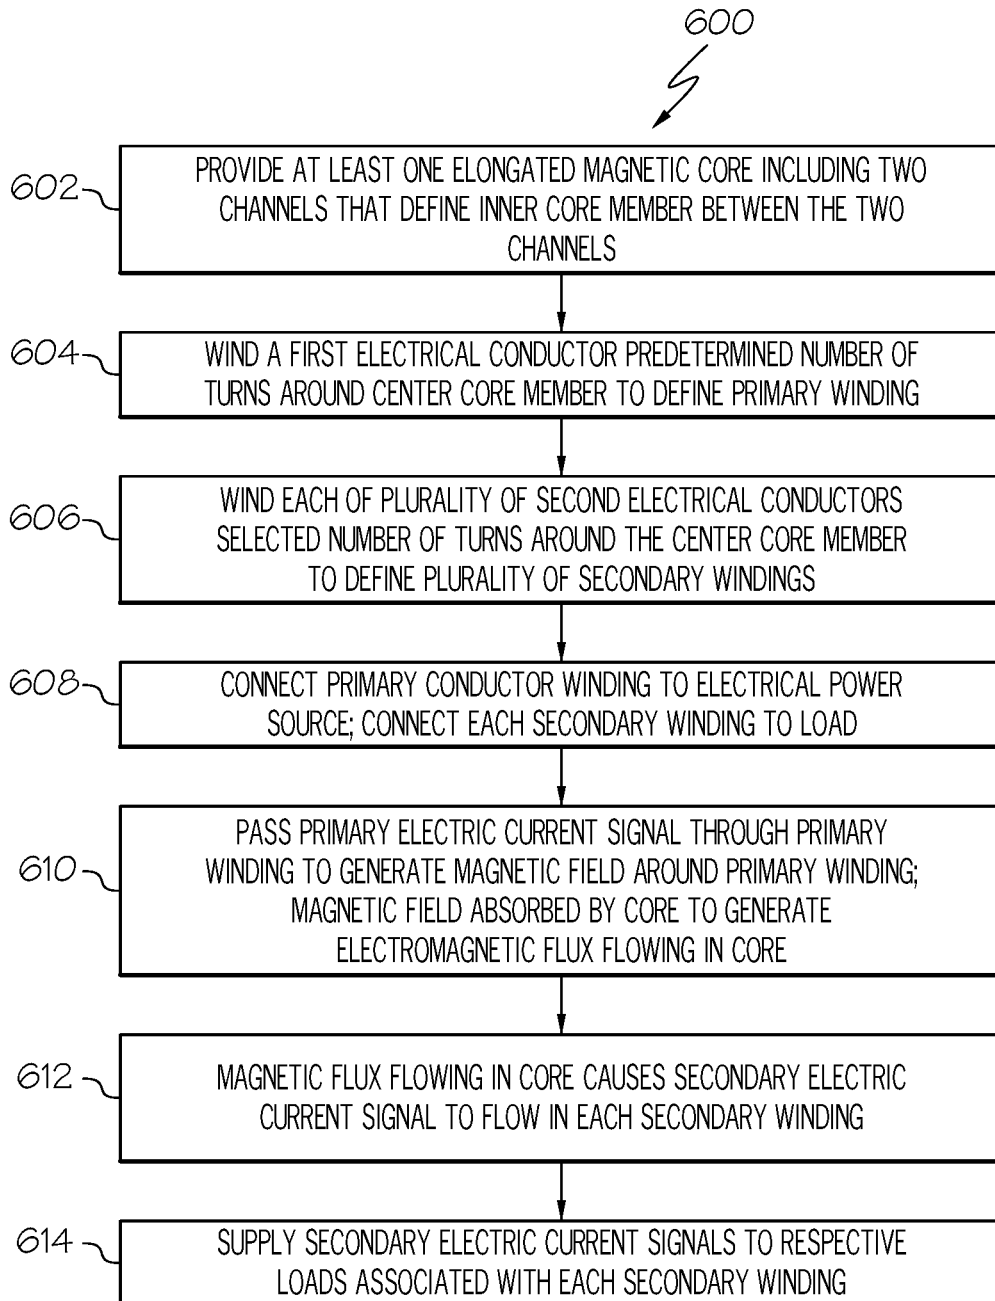 600
602
PROVIDE AT LEAST ONE ELONGATED MAGNETIC CORE INCLUDING TWO
CHANNELS THAT DEFINE INNER CORE MEMBER BETWEEN THE TWO
CHANNELS
604
WIND A FIRST ELECTRICAL CONDUCTOR PREDETERMINED NUMBER OF
TURNS AROUND CENTER CORE MEMBER TO DEFINE PRIMARY WINDING
606
WIND EACH OF PLURALITY OF SECOND ELECTRICAL CONDUCTORS
SELECTED NUMBER OF TURNS AROUND THE CENTER CORE MEMBER
TO DEFINE PLURALITY OF SECONDARY WINDINGS
608
CONNECT PRIMARY CONDUCTOR WINDING TO ELECTRICAL POWER
SOURCE; CONNECT EACH SECONDARY WINDING TO LOAD
610
PASS PRIMARY ELECTRIC CURRENT SIGNAL THROUGH PRIMARY
WINDING TO GENERATE MAGNETIC FIELD AROUND PRIMARY WINDING;
MAGNETIC FIELD ABSORBED BY CORE TO GENERATE
ELECTROMAGNETIC FLUX FLOWING IN CORE
612
MAGNETIC FLUX FLOWING IN CORE CAUSES SECONDARY ELECTRIC
CURRENT SIGNAL TO FLOW IN EACH SECONDARY WINDING
614
SUPPLY SECONDARY ELECTRIC CURRENT SIGNALS TO RESPECTIVE
LOADS ASSOCIATED WITH EACH SECONDARY WINDING